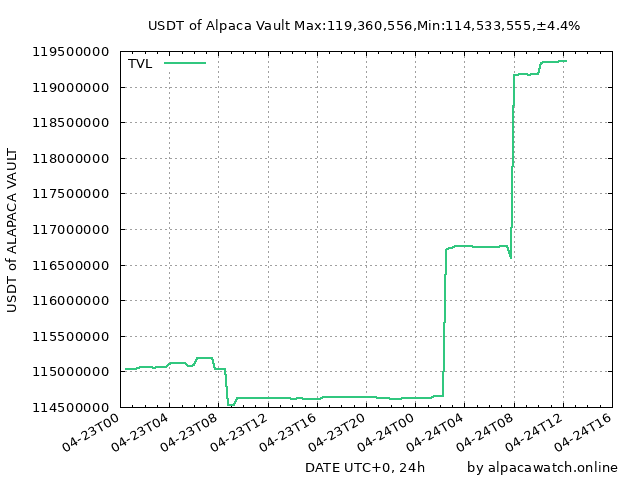 USDT of Alpaca Vault Max:119,360,556,Min:114,533,555,±4.4%
119500000
TVL
119000000
118500000
118000000
117500000
117000000
116500000
116000000
115500000
115000000
114500000
USDT of ALAPACA VAULT
04-23T00
04-23T04
04-23T08
04-23T12
04-23T16
04-23T20
04-24T00
04-24T04
04-24T08
04-24T12
04-24T16
DATE UTC+0, 24h
by alpacawatch.online